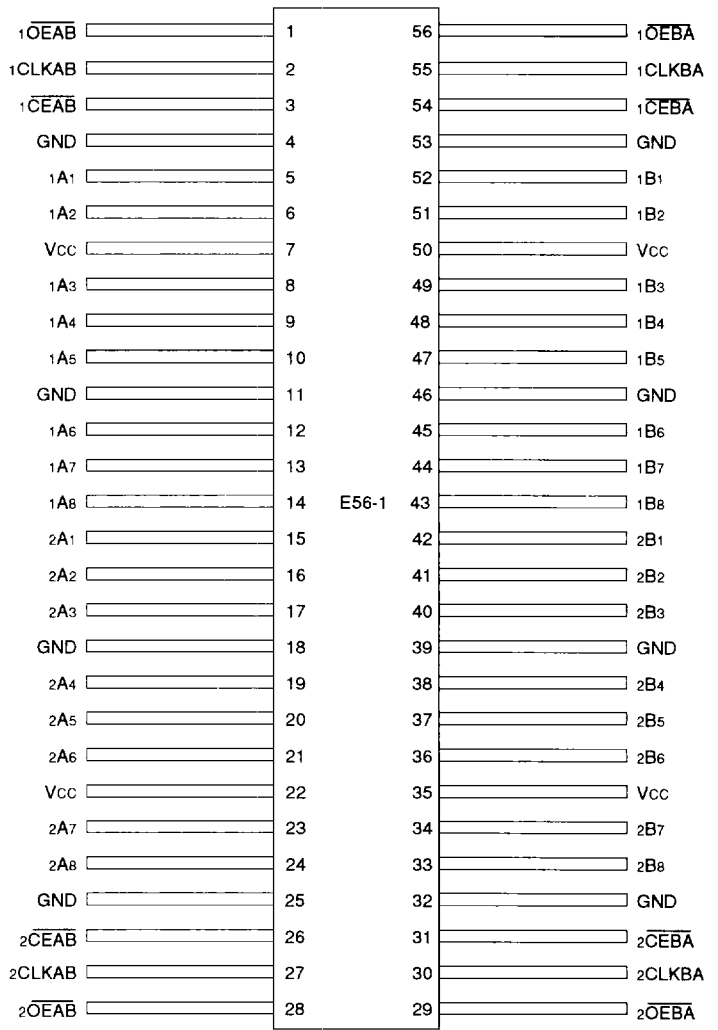 1OEAB 1 56 1OEBA
1CLKAB 2 55 1CLKBA
1CEAB 3 54 1CEBA
GND 4 53 GND
1A1 5 52 1B1
1A2 6 51 1B2
VCC 7 50 VCC
1A3 8 49 1B3
1A4 9 48 1B4
1A5 10 47 1B5
GND 11 46 GND
1A6 12 45 1B6
1A7 13 44 1B7
1A8 14 E56-1 43 1B8
2A1 15 42 2B1
2A2 16 41 2B2
2A3 17 40 2B3
GND 18 39 GND
2A4 19 38 2B4
2A5 20 37 2B5
2A6 21 36 2B6
VCC 22 35 VCC
2A7 23 34 2B7
2A8 24 33 2B8
GND 25 32 GND
2CEAB 26 31 2CEBA
2CLKAB 27 30 2CLKBA
2OEAB 28 29 2OEBA